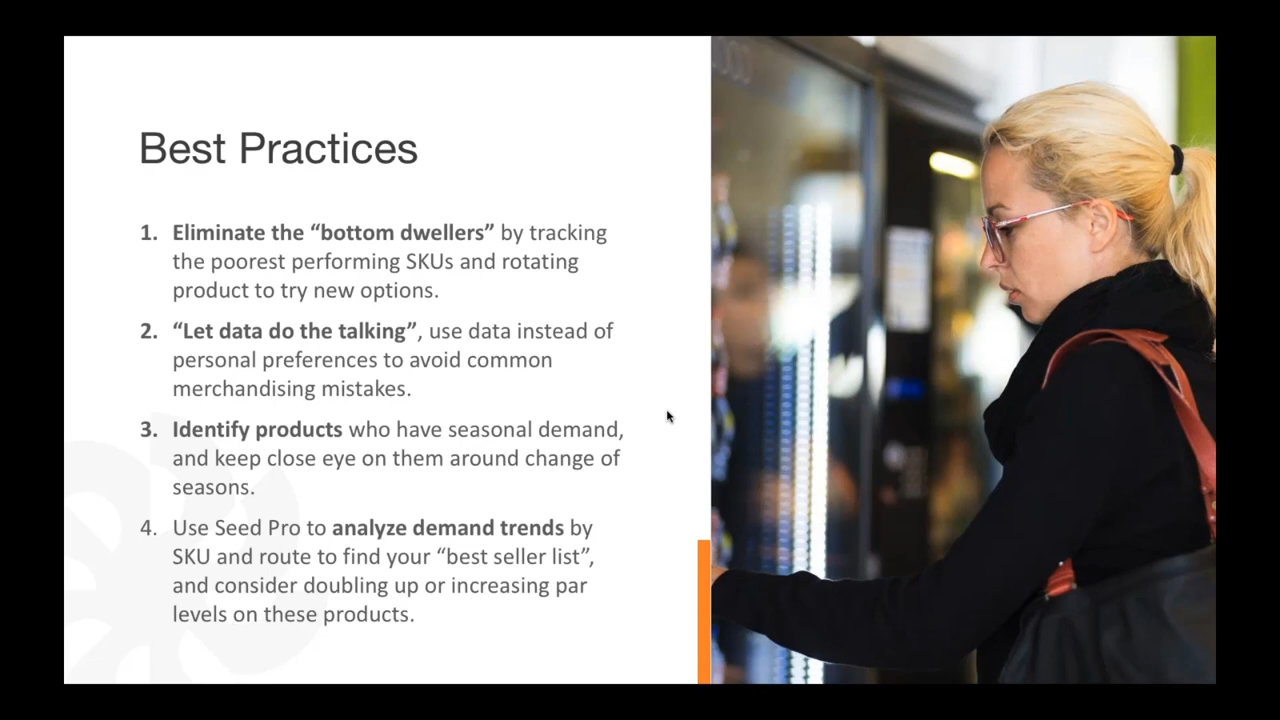 Best Practices
1. Eliminate the “bottom dwellers” by tracking
the poorest performing SKUs and rotating
product to try new options.
2. “Let data do the talking”, use data instead of
personal preferences to avoid common
merchandising mistakes.
3. Identify products who have seasonal demand,
and keep close eye on them around change of
seasons.
4. Use Seed Pro to analyze demand trends by
SKU and route to find your “best seller list”,
and consider doubling up or increasing par
levels on these products.